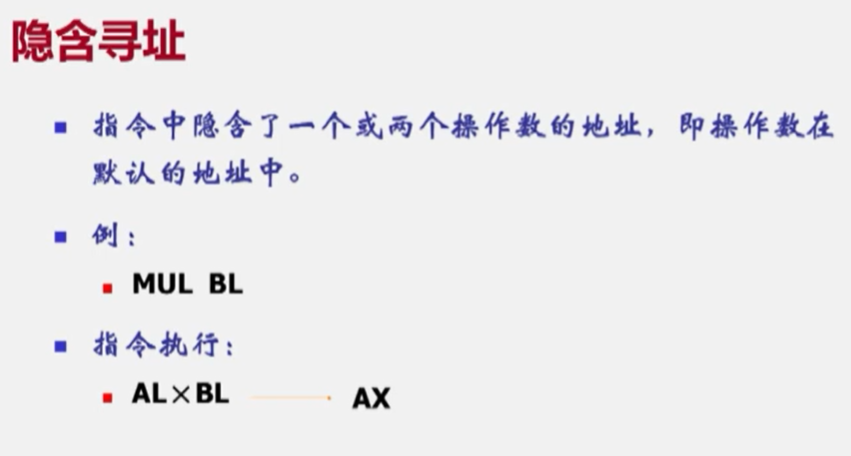 隐含寻址
指令中隐含了一个或两个操作数的地址，即操作数在
默认的地址中。
例：
MUL BL
指令执行：
AL×BL AX